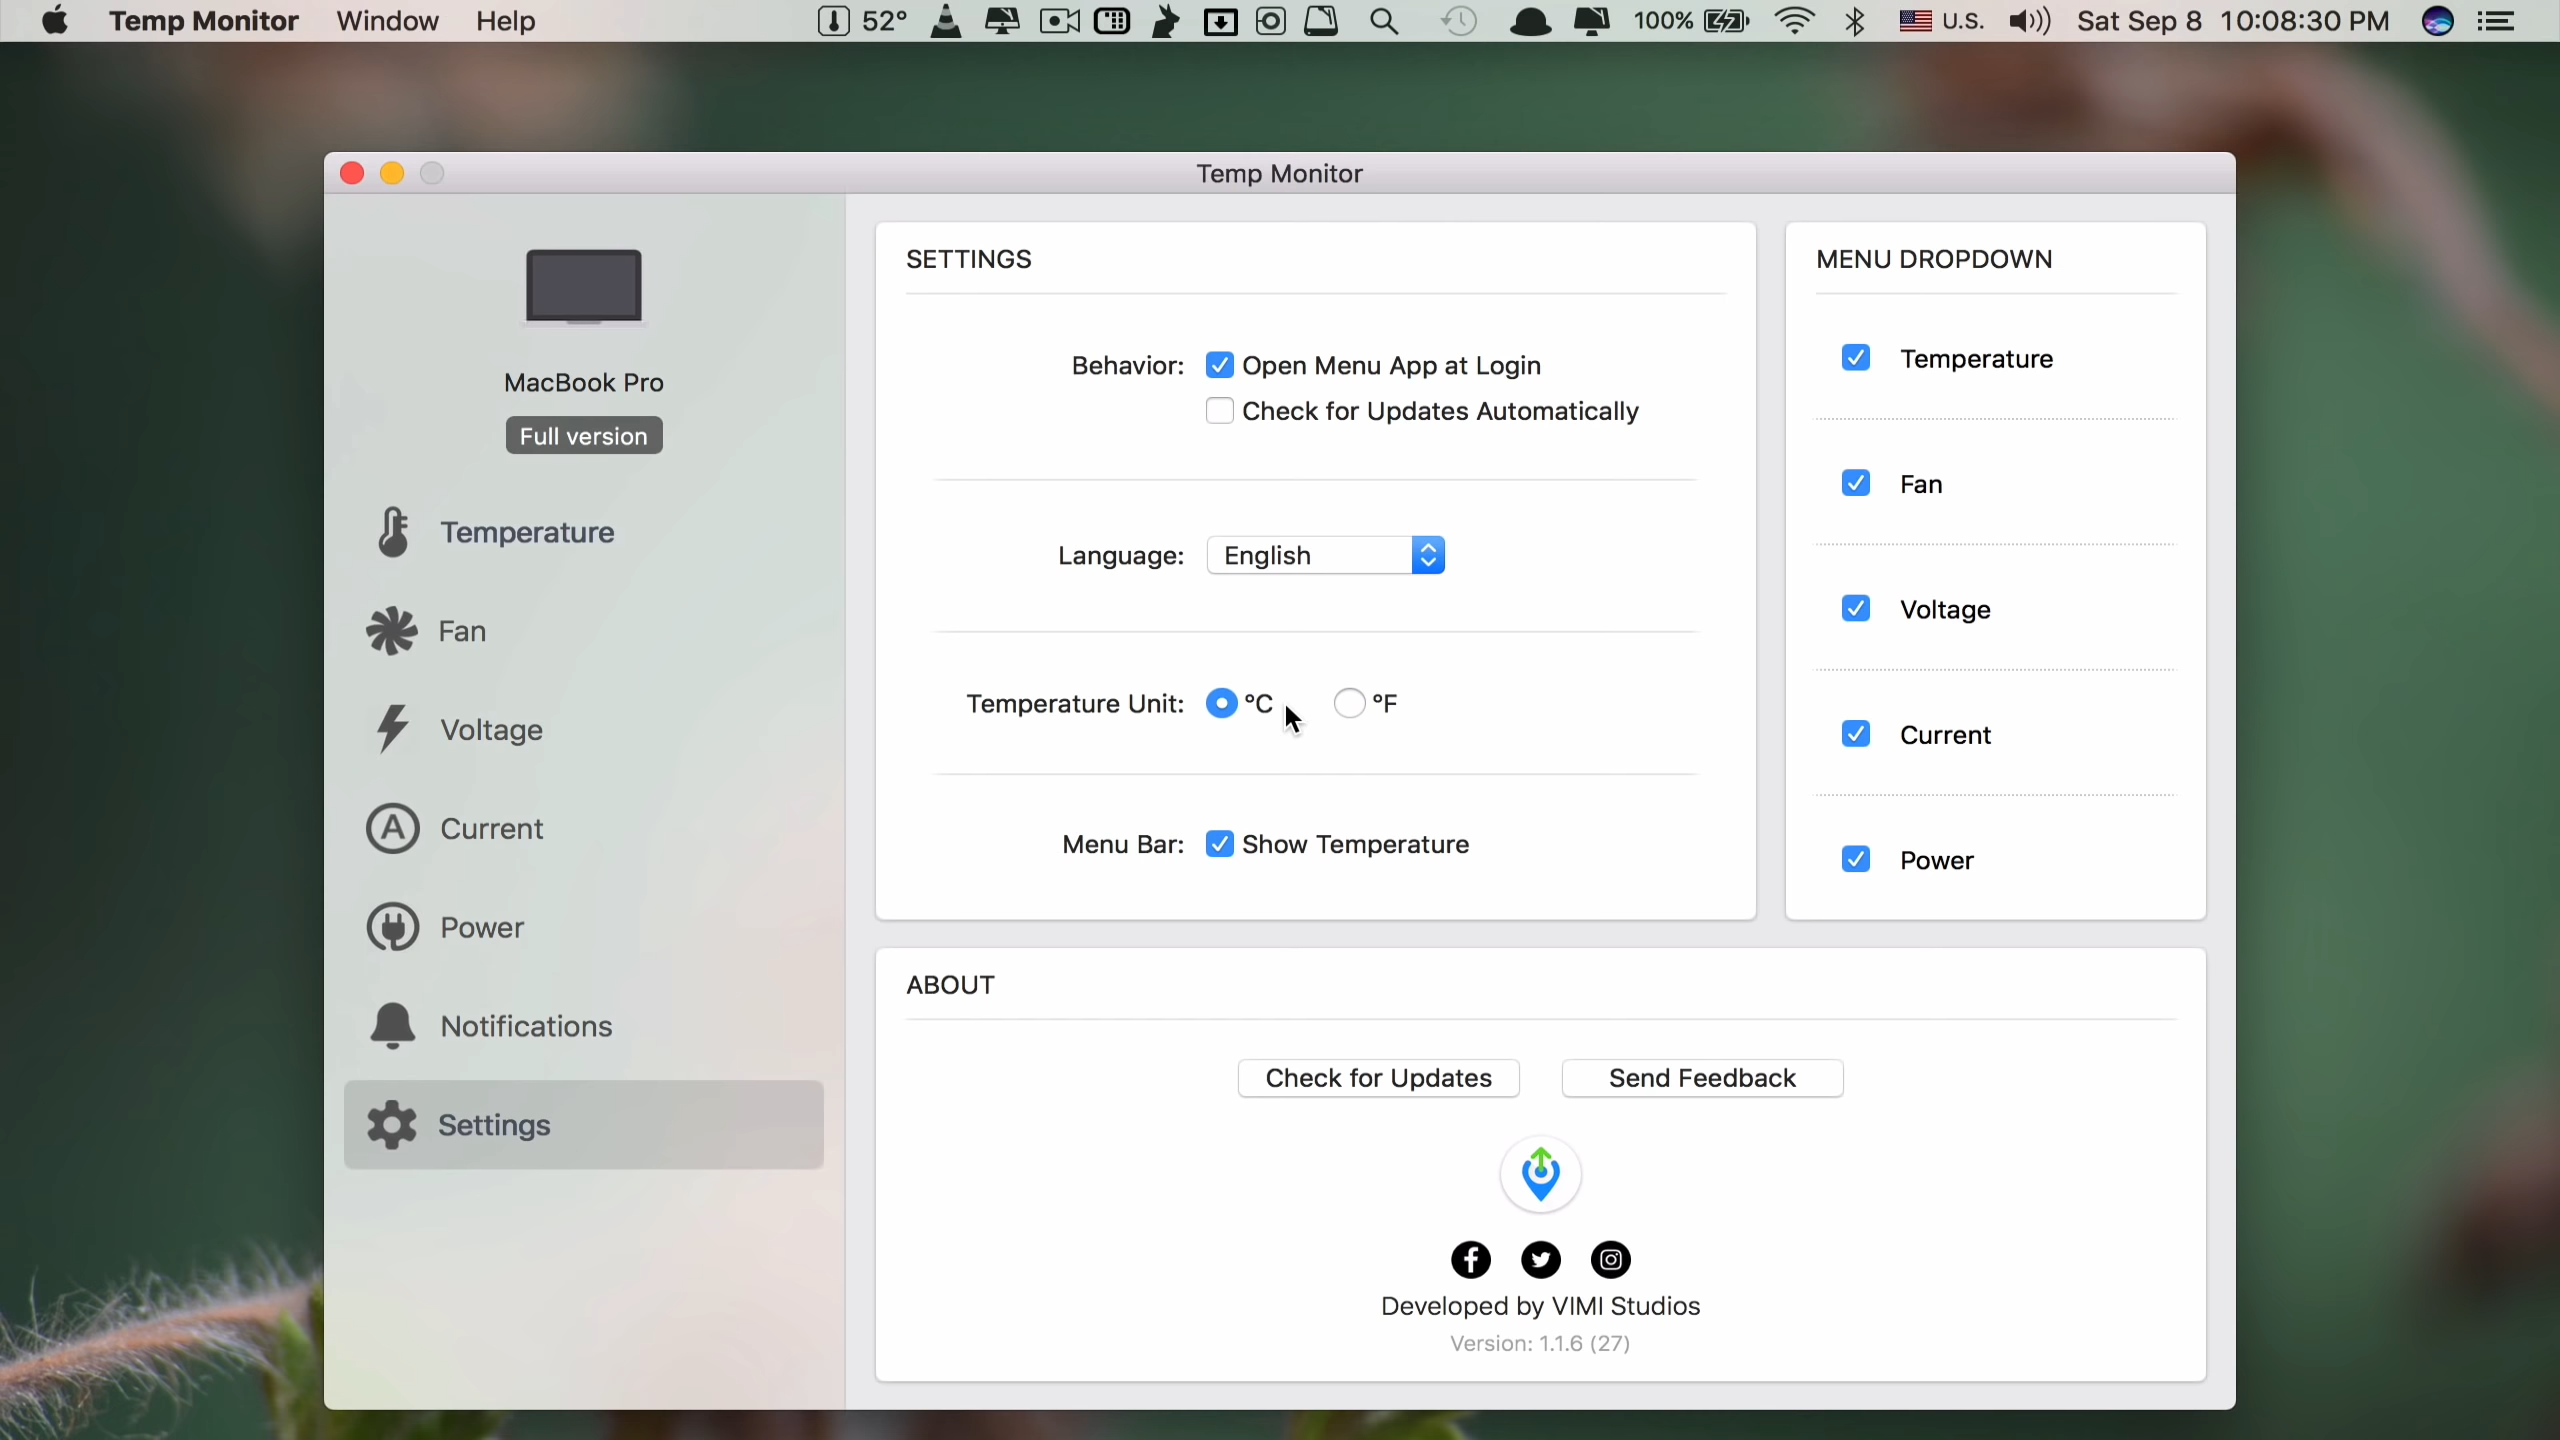 Temp Monitor Window Help 52° 100% U.S. Sat Sep 8 10:08:30 PM
Temp Monitor
MacBook Pro
Full version
Temperature
Fan
Voltage
Current
Power
Notifications
Settings
SETTINGS
Behavior: Open Menu App at Login
Check for Updates Automatically
Language: English
Temperature Unit: °C °F
Menu Bar: Show Temperature
MENU DROPDOWN
Temperature
Fan
Voltage
Current
Power
ABOUT
Check for Updates Send Feedback
Developed by VIMI Studios
Version: 1.1.6 (27)